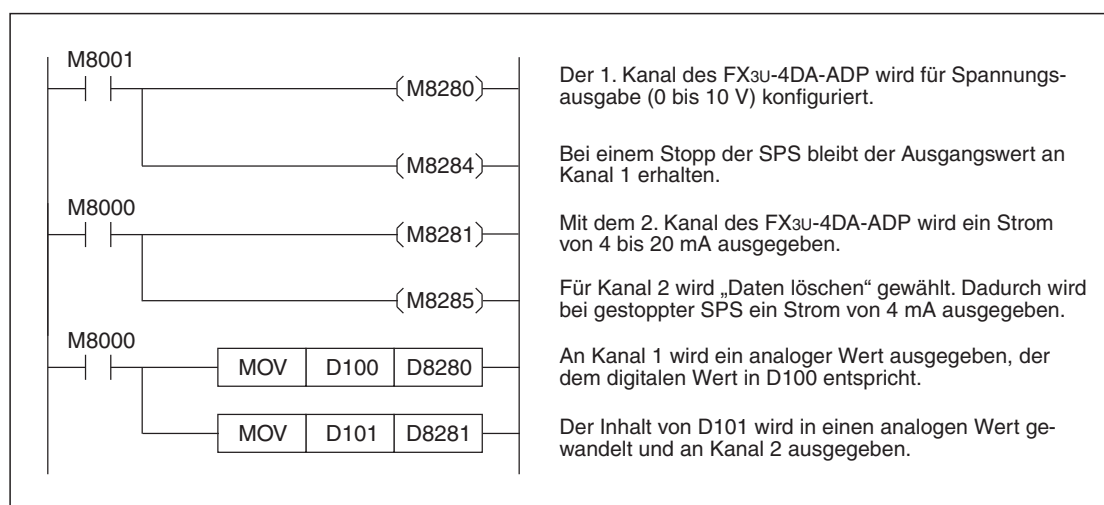 M8001
M8280
Der 1. Kanal des FX3U-4DA-ADP wird für Spannungs-
ausgabe (0 bis 10 V) konfiguriert.
M8284
Bei einem Stopp der SPS bleibt der Ausgangswert an
Kanal 1 erhalten.
M8000
M8281
Mit dem 2. Kanal des FX3U-4DA-ADP wird ein Strom
von 4 bis 20 mA ausgegeben.
M8285
Für Kanal 2 wird „Daten löschen“ gewählt. Dadurch wird
bei gestoppter SPS ein Strom von 4 mA ausgegeben.
M8000
MOV D100 D8280
An Kanal 1 wird ein analoger Wert ausgegeben, der
dem digitalen Wert in D100 entspricht.
MOV D101 D8281
Der Inhalt von D101 wird in einen analogen Wert ge-
wandelt und an Kanal 2 ausgegeben.